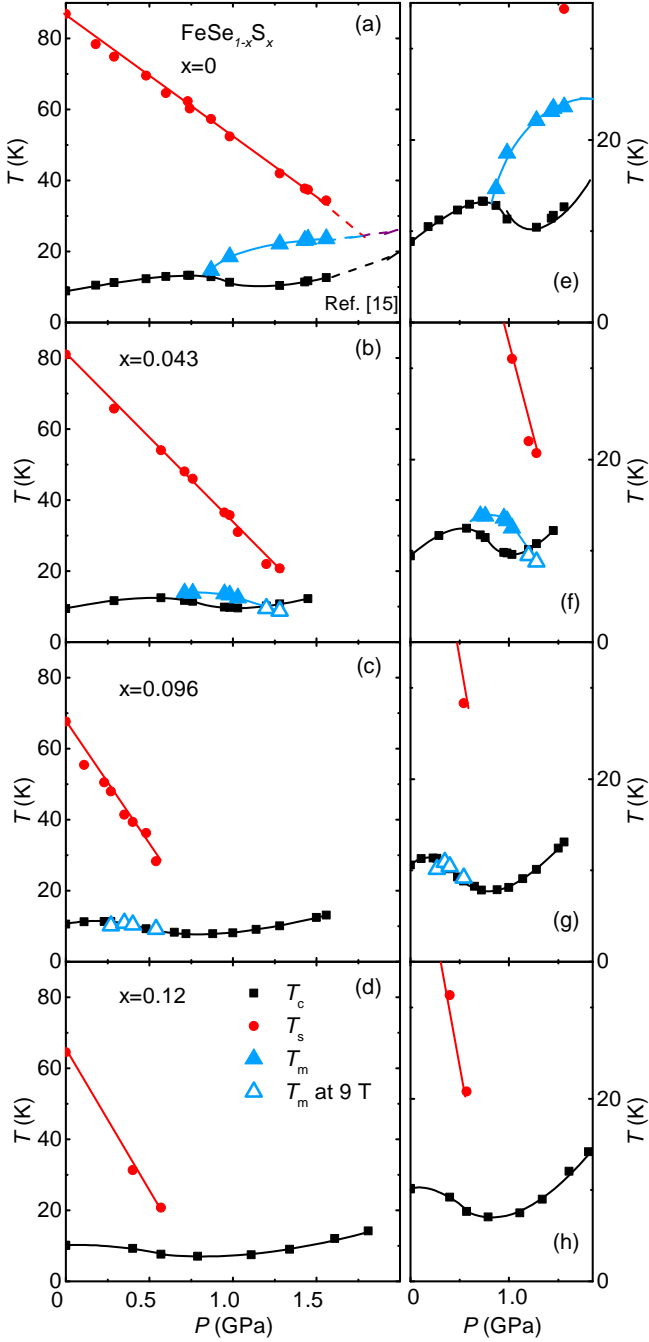 80
60
40
20
0
T (K)
FeSe1-xSx
x=0
(a)
Ref. [15]
(e)
20
0
T (K)
80
60
40
20
0
T (K)
x=0.043
(b)
(f)
20
0
T (K)
80
60
40
20
0
T (K)
x=0.096
(c)
(g)
20
0
T (K)
80
60
40
20
0
T (K)
x=0.12
(d)
Tc
Ts
Tm
Tm at 9 T
(h)
20
0
T (K)
0 0.5 1.0 1.5
P (GPa)
0 1.0
P (GPa)